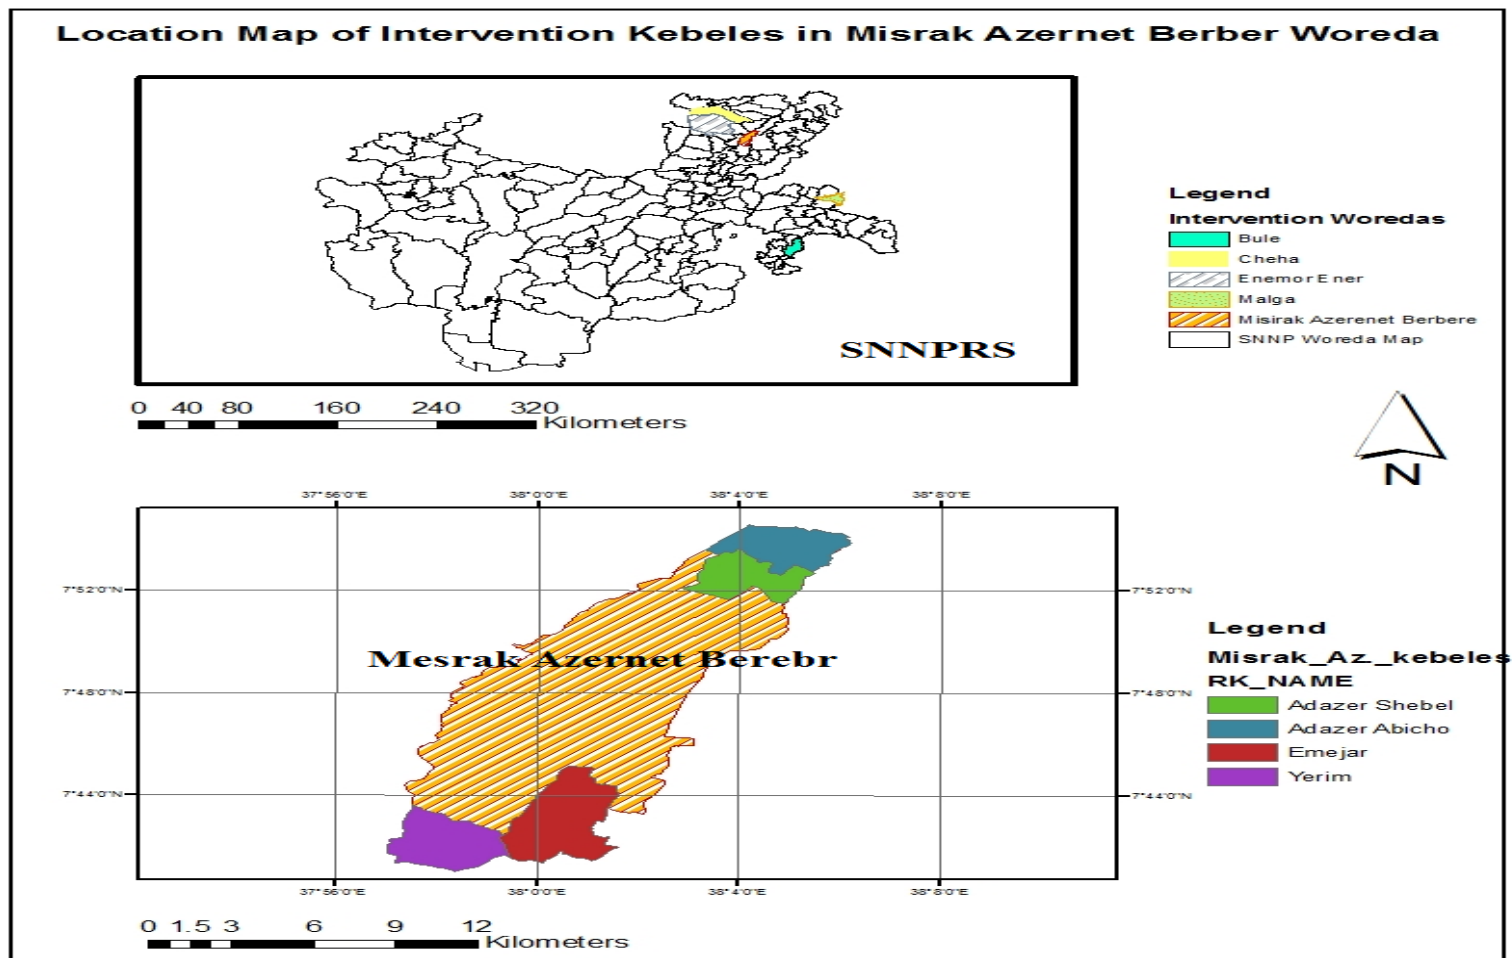 Location Map of Intervention Kebeles in Misrak Azernet Berber Woreda
SNNPRS
Legend
Intervention Woredas
Bule
Cheha
Enemor Ener
Malga
Misirak Azerenet Berbere
SNNP Woreda Map
0 40 80 160 240 320
Kilometers
N
37°56'0"E 38°0'0"E 38°4'0"E 38°8'0"E
7°52'0"N 7°52'0"N
Mesrak Azernet Berebr
7°48'0"N 7°48'0"N
7°44'0"N 7°44'0"N
37°56'0"E 38°0'0"E 38°4'0"E 38°8'0"E
Legend
Misrak_Az._kebeles
RK_NAME
Adazer Shebel
Adazer Abicho
Emejar
Yerim
0 1.5 3 6 9 12
Kilometers